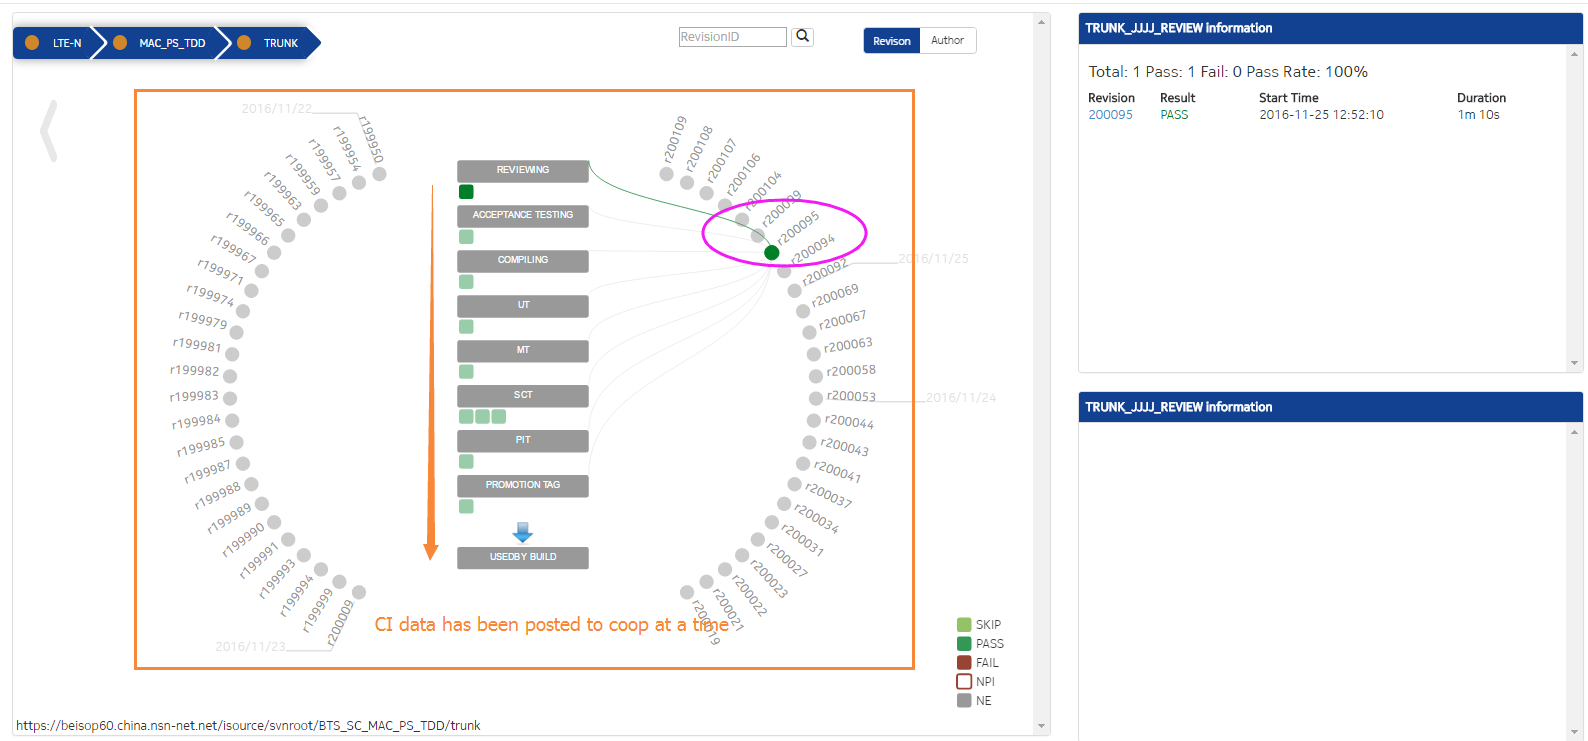 LTE-N
MAC_PS_TDD
TRUNK
RevisionID
Revison
Author
2016/11/22
r199950
r199954
r199957
r199959
r199963
r199965
r199966
r199967
r199971
r199974
r199979
r199981
r199982
r199983
r199984
r199985
r199987
r199988
r199989
r199990
r199991
r199993
r199994
r199999
r200009
2016/11/23
REVIEWING
ACCEPTANCE TESTING
COMPILING
UT
MT
SCT
PIT
PROMOTION TAG
USEDBY BUILD
r200109
r200108
r200107
r200106
r200104
r200099
r200095
r200094
r200092
2016/11/25
r200069
r200067
r200063
r200058
r200053
2016/11/24
r200044
r200043
r200041
r200037
r200034
r200031
r200027
r200023
r200022
r200021
r200019
CI data has been posted to coop at a time
SKIP
PASS
FAIL
NPI
NE
https://beisop60.china.nsn-net.net/isource/svnroot/BTS_SC_MAC_PS_TDD/trunk
TRUNK_JJJJ_REVIEW information
Total: 1 Pass: 1 Fail: 0 Pass Rate: 100%
Revision Result Start Time Duration
200095 PASS 2016-11-25 12:52:10 1m 10s
TRUNK_JJJJ_REVIEW information